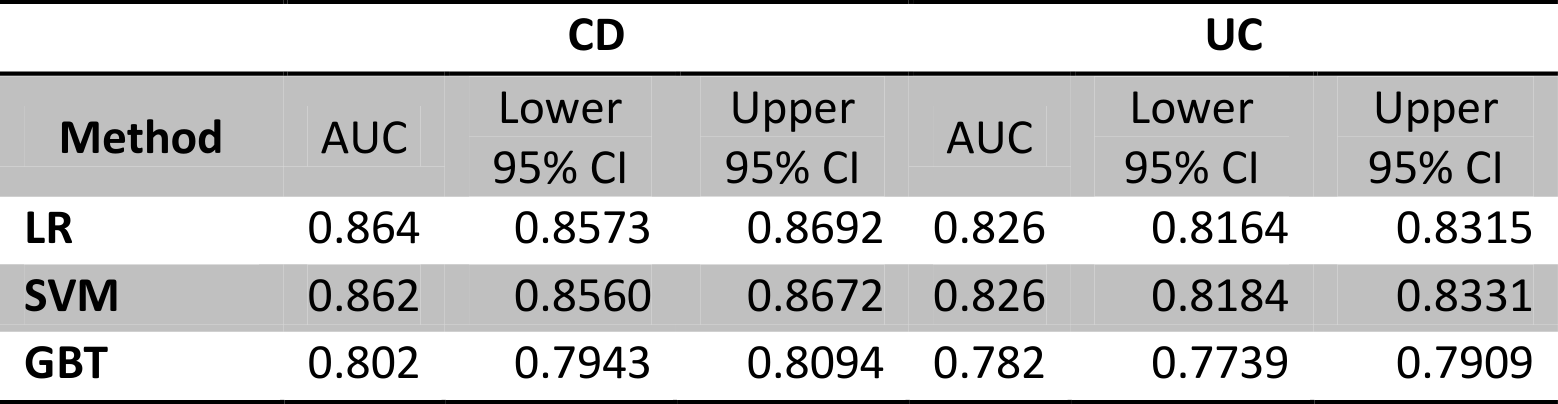 CD UC
Method AUC Lower 95% CI Upper 95% CI AUC Lower 95% CI Upper 95% CI
LR 0.864 0.8573 0.8692 0.826 0.8164 0.8315
SVM 0.862 0.8560 0.8672 0.826 0.8184 0.8331
GBT 0.802 0.7943 0.8094 0.782 0.7739 0.7909